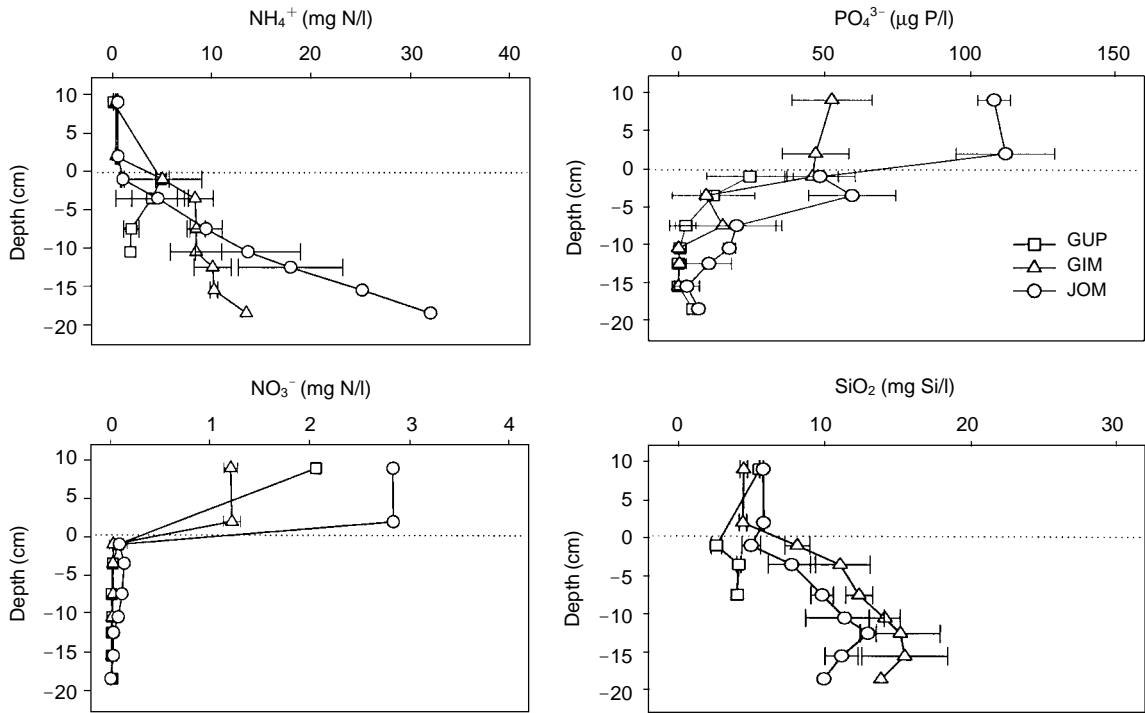 NH₄⁺ (mg N/l)
0 10 20 30 40
Depth (cm)
10
5
0
−5
−10
−15
−20
PO₄³⁻ (μg P/l)
0 50 100 150
Depth (cm)
10
5
0
−5
−10
−15
−20
GUP
GIM
JOM
NO₃⁻ (mg N/l)
0 1 2 3 4
Depth (cm)
10
5
0
−5
−10
−15
−20
SiO₂ (mg Si/l)
0 10 20 30
Depth (cm)
10
5
0
−5
−10
−15
−20